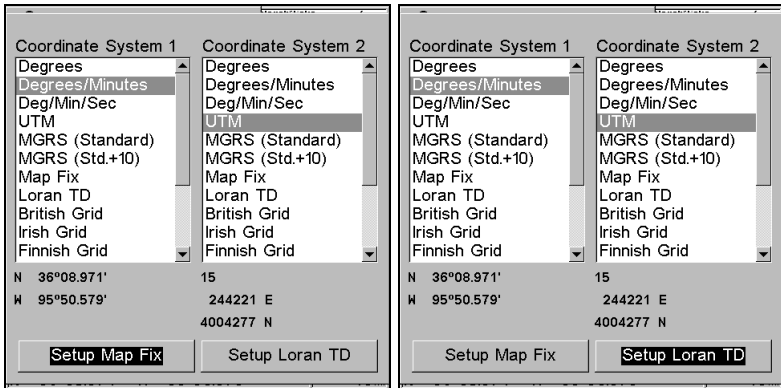 Coordinate System 1 Coordinate System 2
Degrees Degrees
Degrees/Minutes Degrees/Minutes
Deg/Min/Sec Deg/Min/Sec
UTM UTM
MGRS (Standard) MGRS (Standard)
MGRS (Std.+10) MGRS (Std.+10)
Map Fix Map Fix
Loran TD Loran TD
British Grid British Grid
Irish Grid Irish Grid
Finnish Grid Finnish Grid
N 36º08.971' 15
W 95º50.579' 244221 E
4004277 N
Setup Map Fix Setup Loran TD
Coordinate System 1 Coordinate System 2
Degrees Degrees
Degrees/Minutes Degrees/Minutes
Deg/Min/Sec Deg/Min/Sec
UTM UTM
MGRS (Standard) MGRS (Standard)
MGRS (Std.+10) MGRS (Std.+10)
Map Fix Map Fix
Loran TD Loran TD
British Grid British Grid
Irish Grid Irish Grid
Finnish Grid Finnish Grid
N 36º08.971' 15
W 95º50.579' 244221 E
4004277 N
Setup Map Fix Setup Loran TD